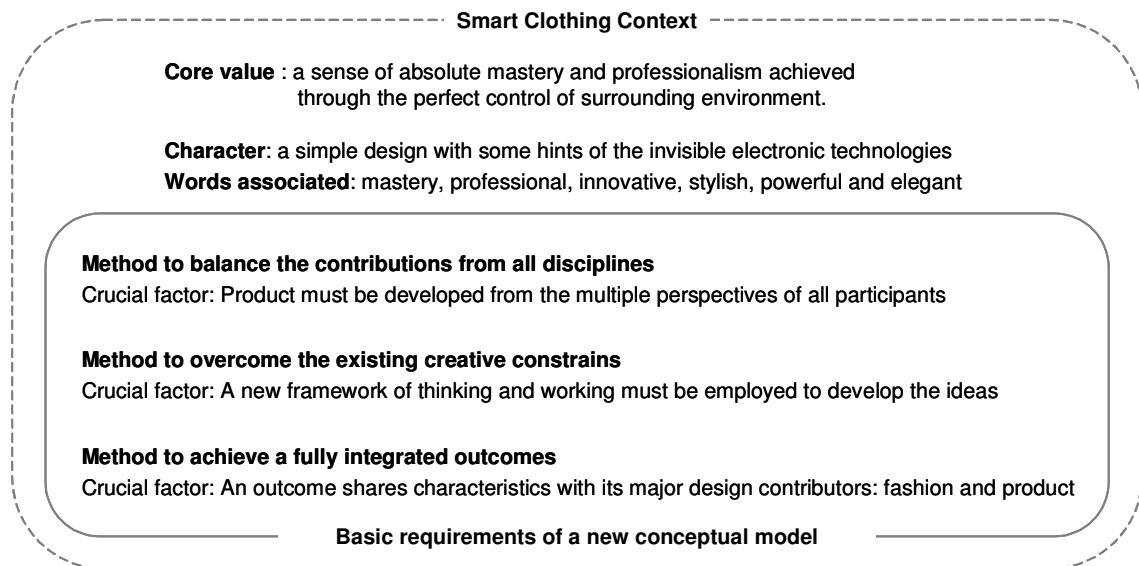 Smart Clothing Context
Core value : a sense of absolute mastery and professionalism achieved
through the perfect control of surrounding environment.
Character: a simple design with some hints of the invisible electronic technologies
Words associated: mastery, professional, innovative, stylish, powerful and elegant
Method to balance the contributions from all disciplines
Crucial factor: Product must be developed from the multiple perspectives of all participants
Method to overcome the existing creative constrains
Crucial factor: A new framework of thinking and working must be employed to develop the ideas
Method to achieve a fully integrated outcomes
Crucial factor: An outcome shares characteristics with its major design contributors: fashion and product
Basic requirements of a new conceptual model